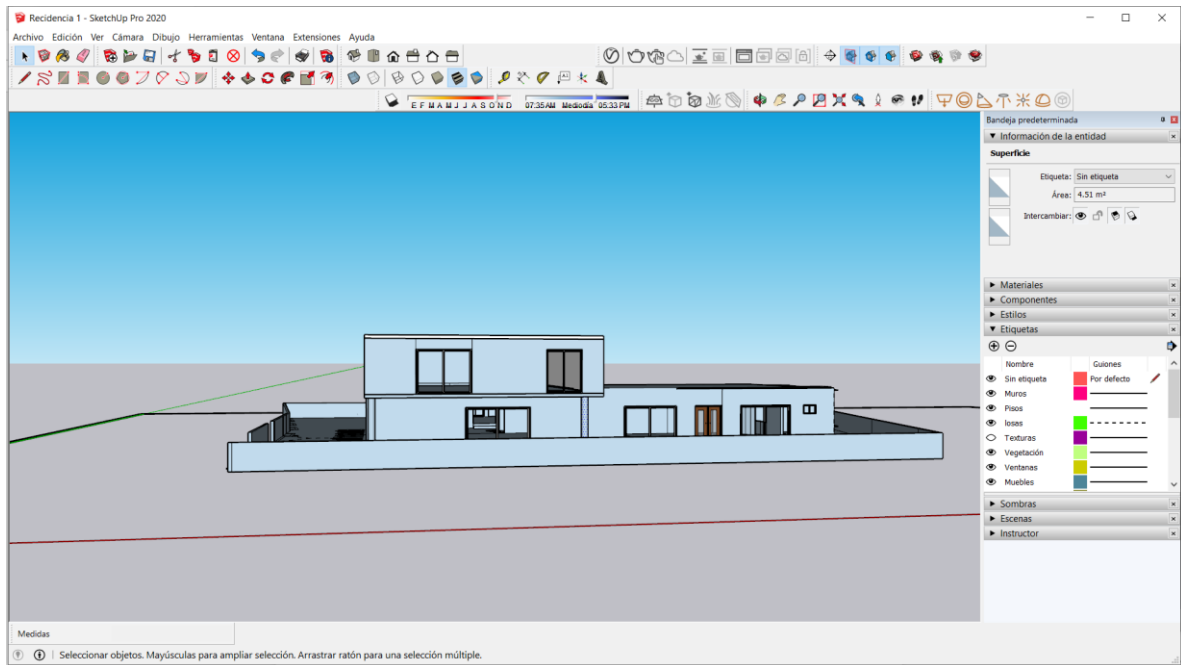 Recidencia 1 - SketchUp Pro 2020
Archivo Edición Ver Cámara Dibujo Herramientas Ventana Extensiones Ayuda
E F M A M J J A S O N D 07:35 AM Mediodía 05:33 PM
Bandeja predeterminada
Información de la entidad
Superficie
Etiqueta: Sin etiqueta
Área: 4.51 m²
Intercambiar:
Materiales
Componentes
Estilos
Etiquetas
Nombre Guiones
Sin etiqueta Por defecto
Muros
Pisos
losas
Texturas
Vegetación
Ventanas
Muebles
Sombras
Escenas
Instructor
Medidas
Seleccionar objetos. Mayúsculas para ampliar selección. Arrastrar ratón para una selección múltiple.